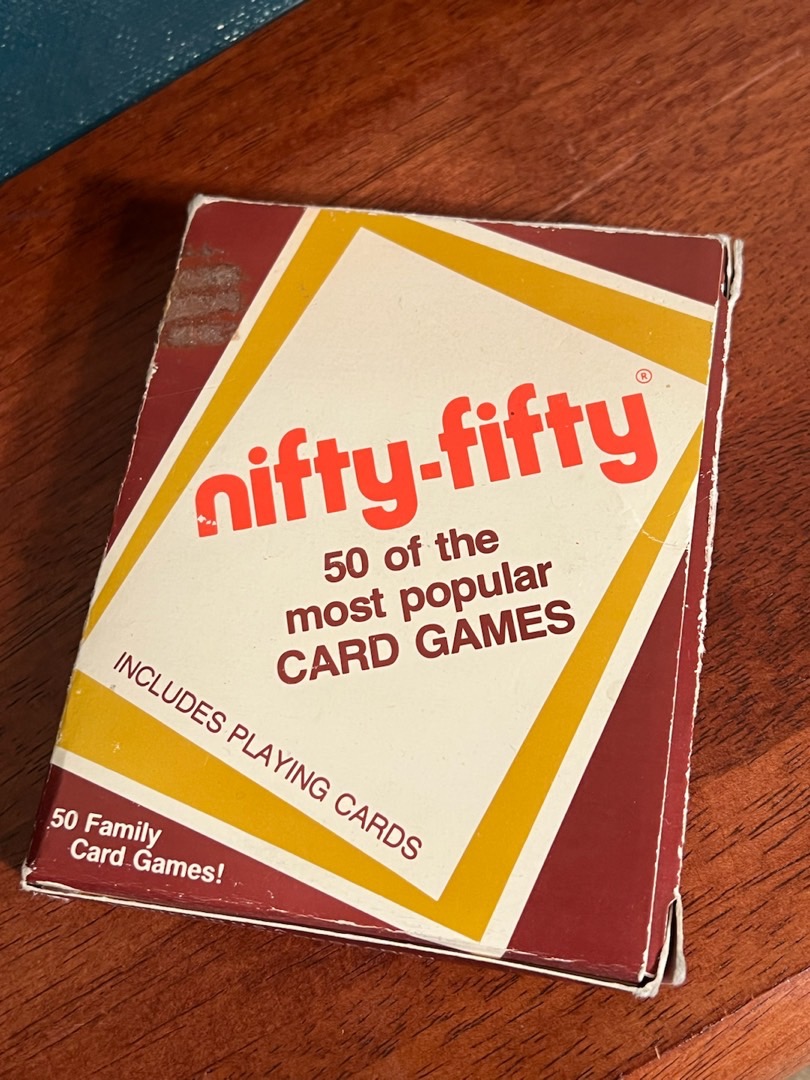 nifty-fifty®
50 of the
most popular
CARD GAMES
INCLUDES PLAYING CARDS
50 Family
Card Games!